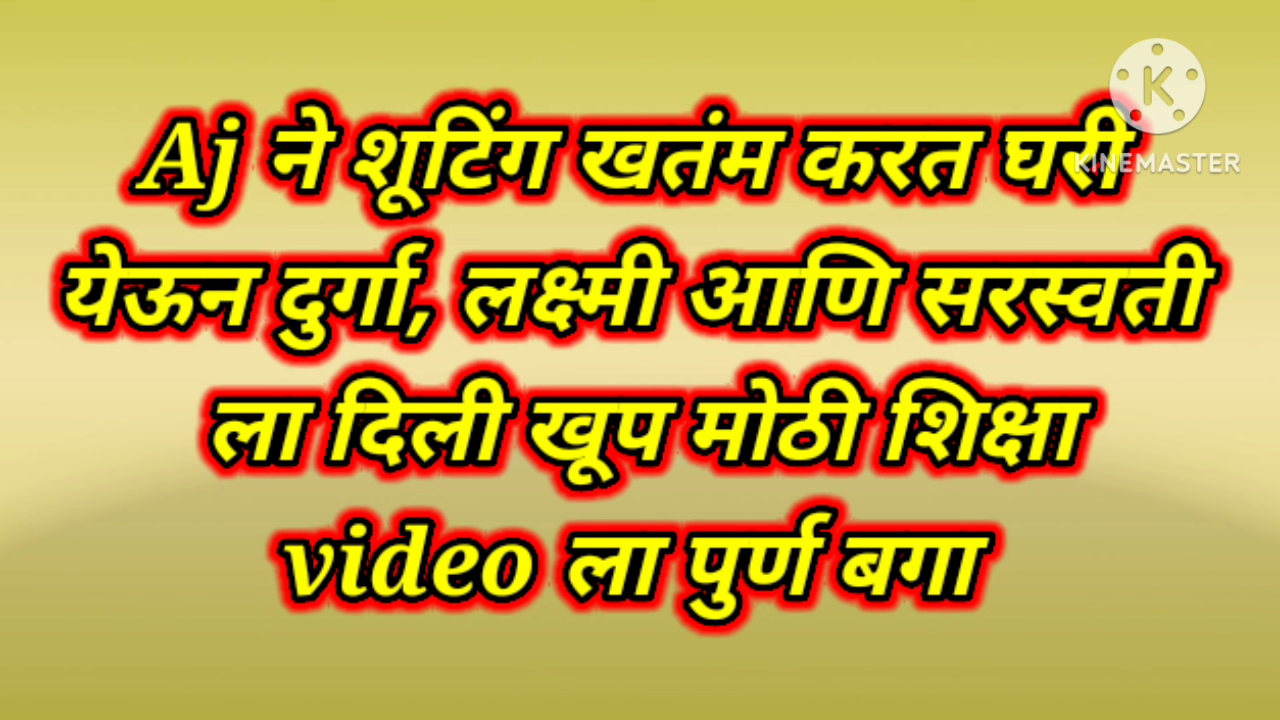 Aj ने शूटिंग खतंम करत घरी
येऊन दुर्गा, लक्ष्मी आणि सरस्वती
ला दिली खूप मोठी शिक्षा
video ला पुर्ण बगा
K
KINEMASTER